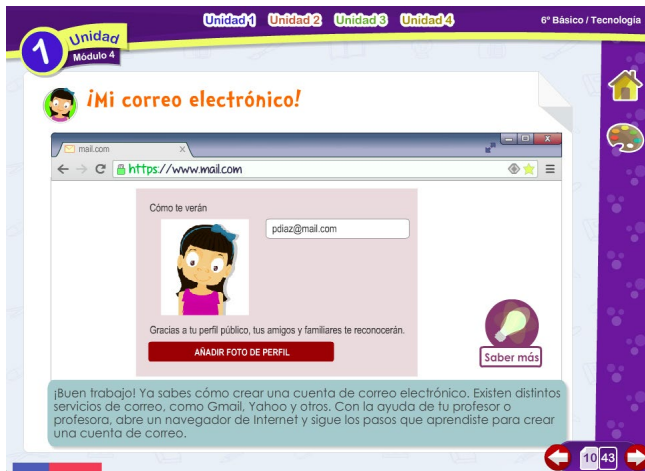 Unidad 1 Unidad 2 Unidad 3 Unidad 4
6º Básico / Tecnología
1
Unidad
Módulo 4
¡Mi correo electrónico!
mail.com x
https://www.mail.com
Cómo te verán
pdiaz@mail.com
Gracias a tu perfil público, tus amigos y familiares te reconocerán.
AÑADIR FOTO DE PERFIL
Saber más
¡Buen trabajo! Ya sabes cómo crear una cuenta de correo electrónico. Existen distintos
servicios de correo, como Gmail, Yahoo y otros. Con la ayuda de tu profesor o
profesora, abre un navegador de Internet y sigue los pasos que aprendiste para crear
una cuenta de correo.
10 43